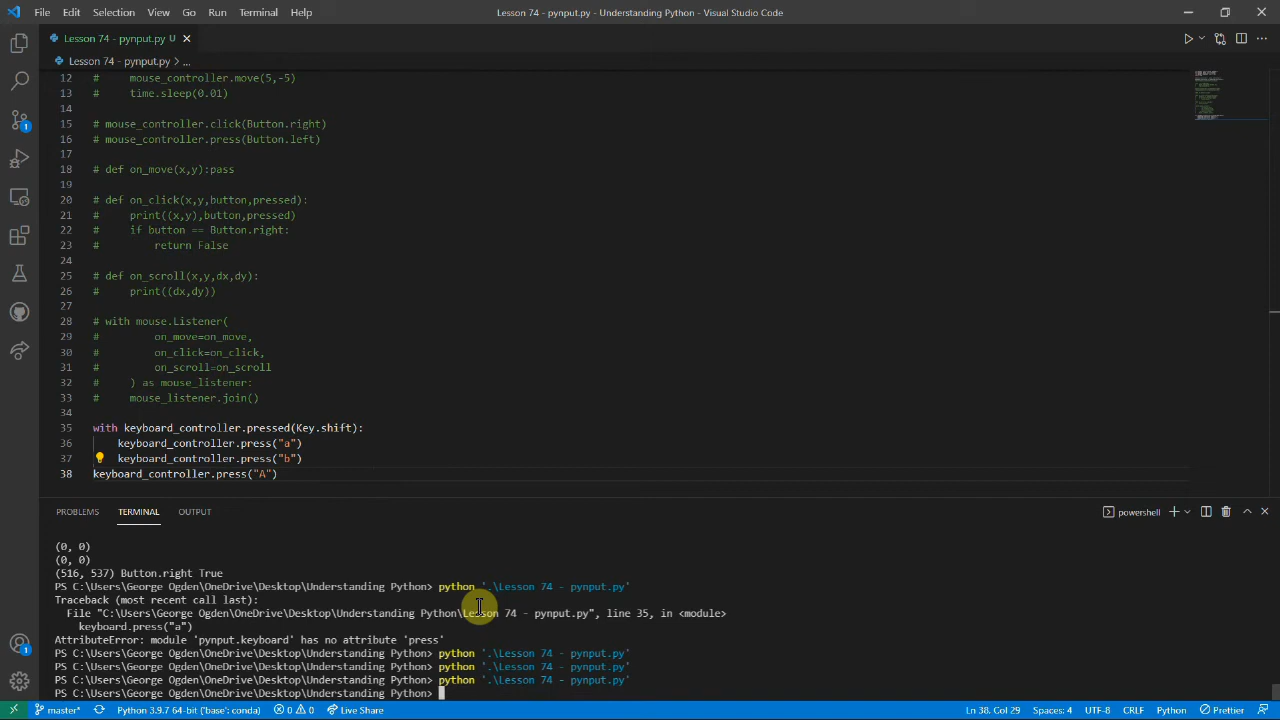 File Edit Selection View Go Run Terminal Help
Lesson 74 - pynput.py - Understanding Python - Visual Studio Code
Lesson 74 - pynput.py U
Lesson 74 - pynput.py > ...
12 # mouse_controller.move(5,-5)
13 # time.sleep(0.01)
14
15 # mouse_controller.click(Button.right)
16 # mouse_controller.press(Button.left)
17
18 # def on_move(x,y):pass
19
20 # def on_click(x,y,button,pressed):
21 # print((x,y),button,pressed)
22 # if button == Button.right:
23 # return False
24
25 # def on_scroll(x,y,dx,dy):
26 # print((dx,dy))
27
28 # with mouse.Listener(
29 # on_move=on_move,
30 # on_click=on_click,
31 # on_scroll=on_scroll
32 # ) as mouse_listener:
33 # mouse_listener.join()
34
35 with keyboard_controller.pressed(Key.shift):
36 keyboard_controller.press("a")
37 keyboard_controller.press("b")
38 keyboard_controller.press("A")
PROBLEMS TERMINAL OUTPUT
powershell
(0, 0)
(0, 0)
(516, 537) Button.right True
PS C:\Users\George Ogden\OneDrive\Desktop\Understanding Python> python '.\Lesson 74 - pynput.py'
Traceback (most recent call last):
File "C:\Users\George Ogden\OneDrive\Desktop\Understanding Python\Lesson 74 - pynput.py", line 35, in <module>
keyboard.press("a")
AttributeError: module 'pynput.keyboard' has no attribute 'press'
PS C:\Users\George Ogden\OneDrive\Desktop\Understanding Python> python '.\Lesson 74 - pynput.py'
PS C:\Users\George Ogden\OneDrive\Desktop\Understanding Python> python '.\Lesson 74 - pynput.py'
PS C:\Users\George Ogden\OneDrive\Desktop\Understanding Python> python '.\Lesson 74 - pynput.py'
PS C:\Users\George Ogden\OneDrive\Desktop\Understanding Python>
1
1
master* Python 3.9.7 64-bit ('base': conda) 0 0 Live Share Ln 38, Col 29 Spaces: 4 UTF-8 CRLF Python Prettier